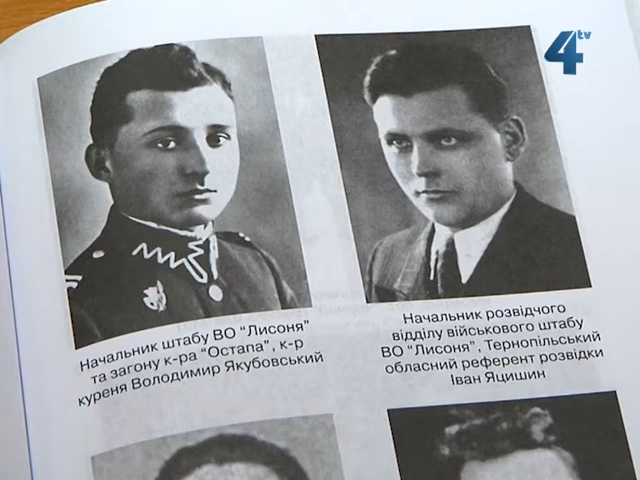 4tv
Начальник штабу ВО “Лисоня”
та загону к-ра “Остапа”, к-р
куреня Володимир Якубовський
Начальник розвідчого
відділу військового штабу
ВО “Лисоня”, Тернопільський
обласний референт розвідки
Іван Яцишин